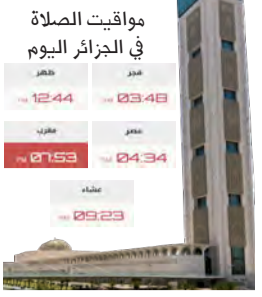 مواقيت الصلاة
في الجزائر اليوم
فجر
03:48
ظهر
12:44
عصر
04:34
مغرب
07:53
عشاء
09:23